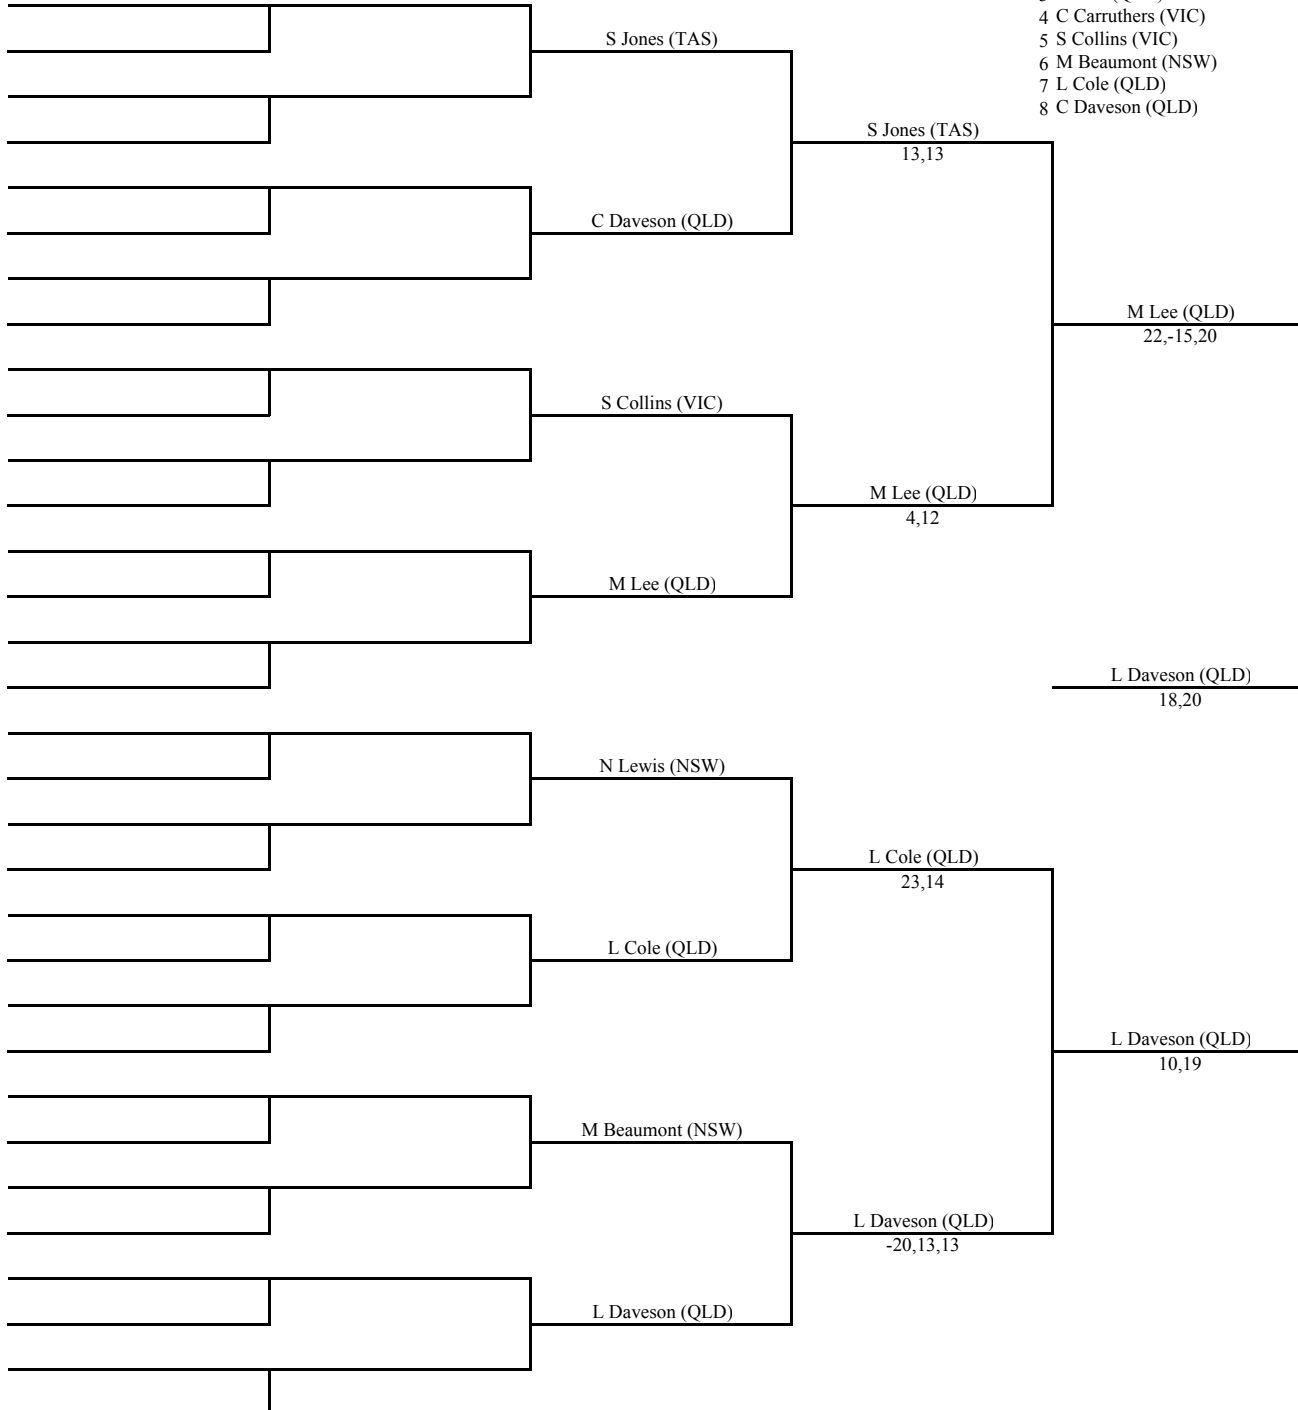 4 C Carruthers (VIC)
S Jones (TAS)
5 S Collins (VIC)
6 M Beaumont (NSW)
7 L Cole (QLD)
8 C Daveson (QLD)
S Jones (TAS)
13,13
C Daveson (QLD)
M Lee (QLD)
22,-15,20
S Collins (VIC)
M Lee (QLD)
4,12
M Lee (QLD)
L Daveson (QLD)
18,20
N Lewis (NSW)
L Cole (QLD)
23,14
L Cole (QLD)
L Daveson (QLD)
10,19
M Beaumont (NSW)
L Daveson (QLD)
-20,13,13
L Daveson (QLD)